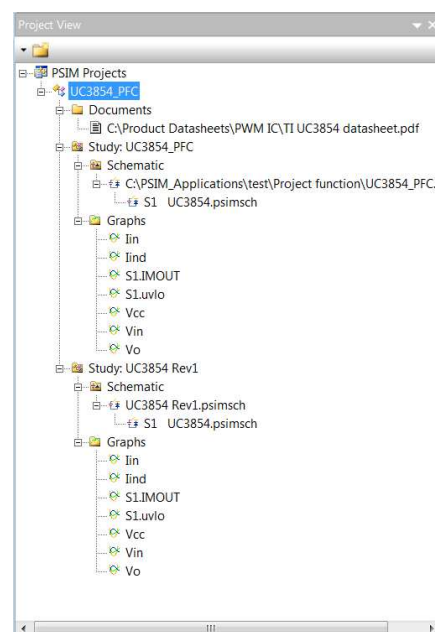 Project View
PSIM Projects
UC3854_PFC
Documents
C:\Product Datasheets\PWM IC\TI UC3854 datasheet.pdf
Study: UC3854_PFC
Schematic
C:\PSIM_Applications\test\Project function\UC3854_PFC.
S1 UC3854.psimsch
Graphs
Iin
Iind
S1.IMOUT
S1.uvlo
Vcc
Vin
Vo
Study: UC3854 Rev1
Schematic
UC3854 Rev1.psimsch
S1 UC3854.psimsch
Graphs
Iin
Iind
S1.IMOUT
S1.uvlo
Vcc
Vin
Vo